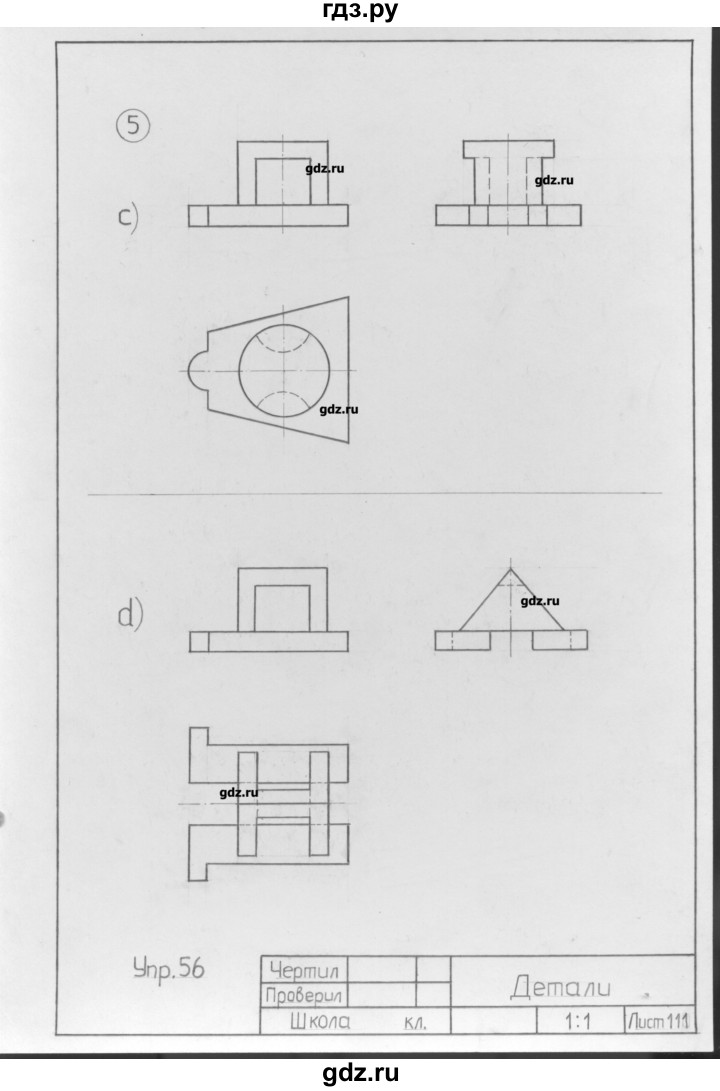 гдз.ру
5
c)
gdz.ru
gdz.ru
gdz.ru
d)
gdz.ru
gdz.ru
Упр.56
Чертил
Проверил
Школа кл.
Детали
1:1
Лист 111
gdz.ru